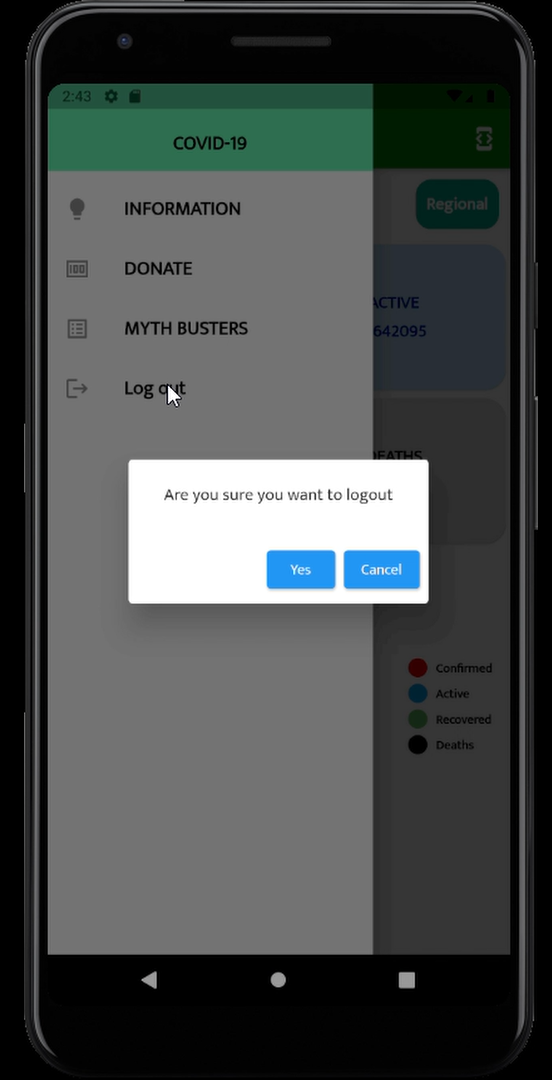 2:43
COVID-19
Regional
INFORMATION
DONATE
MYTH BUSTERS
Log out
ACTIVE
642095
DEATHS
Are you sure you want to logout
Yes
Cancel
Confirmed
Active
Recovered
Deaths